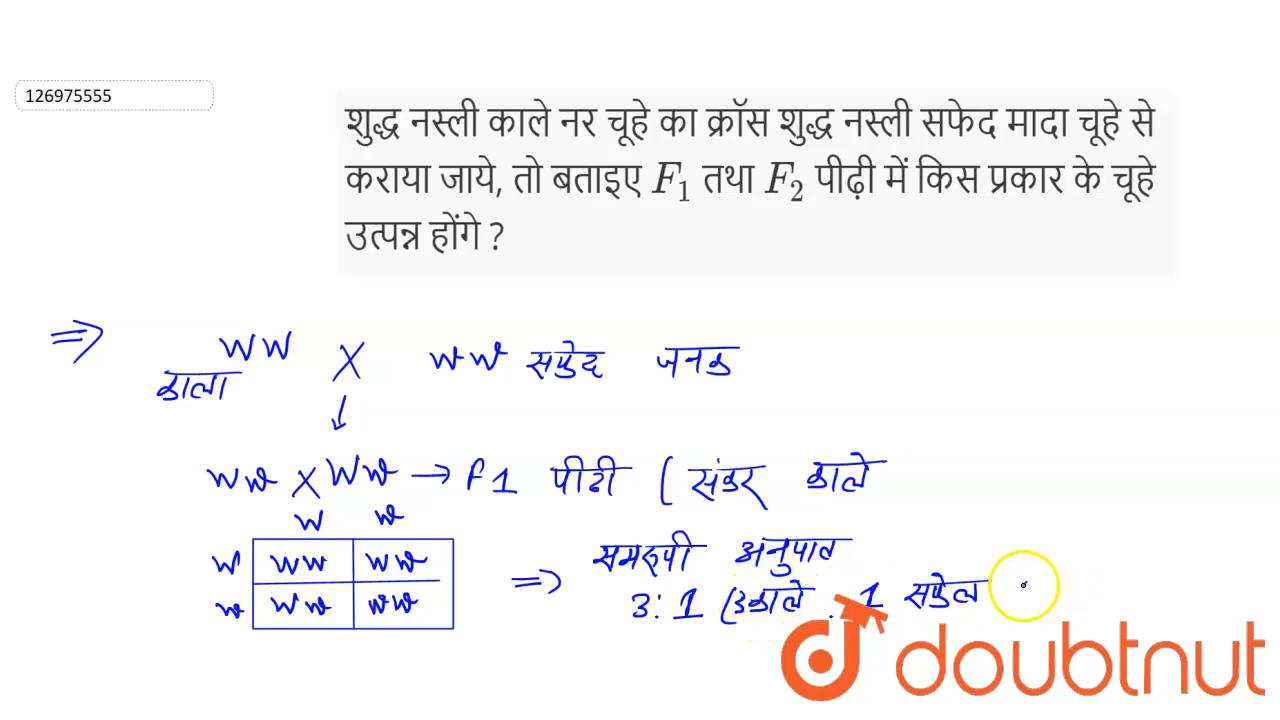 126975555
शुद्ध नस्ली काले नर चूहे का क्रॉस शुद्ध नस्ली सफेद मादा चूहे से
कराया जाये, तो बताइए F₁ तथा F₂ पीढ़ी में किस प्रकार के चूहे
उत्पन्न होंगे ?
⇒ WW X ww सफेद जनक
काला
↓
Ww X Ww → F1 पीढी ( संकर काले
W w
W WW Ww
w Ww ww
⇒ समरूपी अनुपात
3:1 (3काले : 1 सफेद
doubtnut